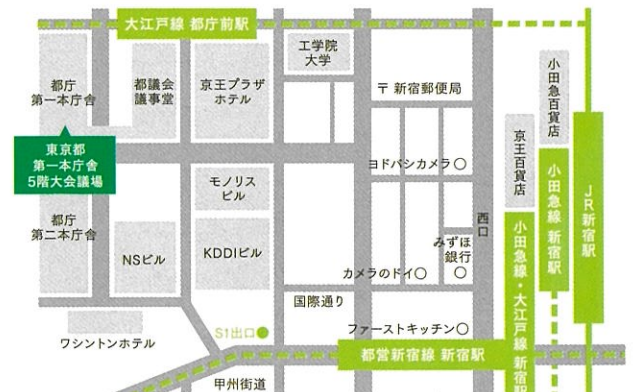 大江戸線 都庁前駅
工学院
大学
都庁
第一本庁舎
都議会
議事堂
京王プラザ
ホテル
〒 新宿郵便局
小田急百貨店
京王百貨店
東京都
第一本庁舎
5階大会議場
ヨドバシカメラ
モノリス
ビル
小田急線 新宿駅
JR新宿駅
都庁
第二本庁舎
NSビル
KDDIビル
西口
みずほ
銀行
カメラのドイ
小田急線・大江戸線 新宿駅
国際通り
ワシントンホテル
S1出口
ファーストキッチン
都営新宿線 新宿駅
甲州街道